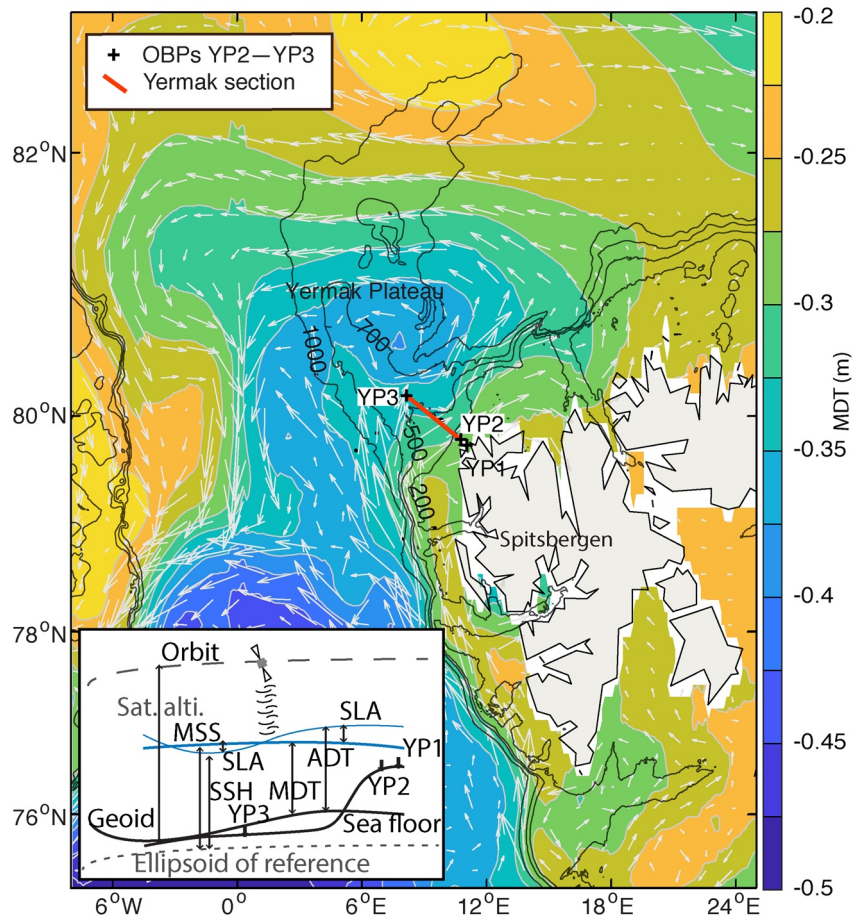 OBPs YP2—YP3
Yermak section
82°N
80°N
78°N
76°N
6°W
0°
6°E
12°E
18°E
24°E
Yermak Plateau
1000
700
YP3
YP2
YP1
500
200
Spitsbergen
Orbit
Sat. alti.
SLA
MSS
SLA
ADT
YP1
SSH
MDT
YP2
YP3
Geoid
Sea floor
Ellipsoid of reference
-0.2
-0.25
-0.3
-0.35
-0.4
-0.45
-0.5
MDT (m)